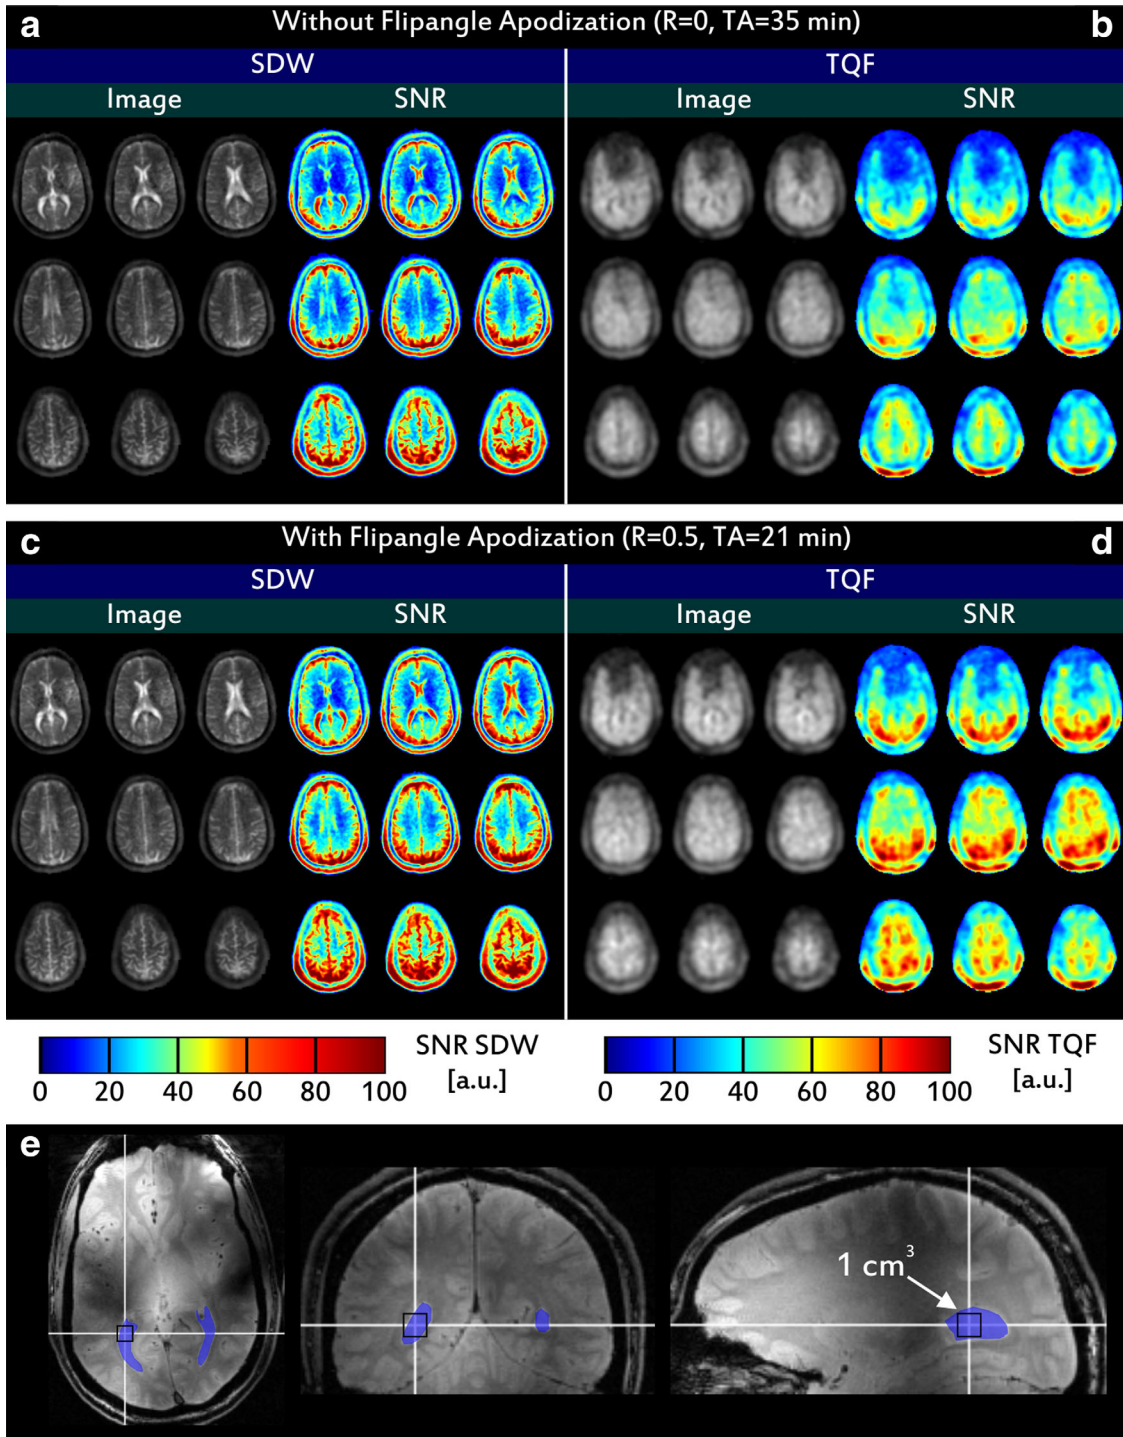 a Without Flipangle Apodization (R=0, TA=35 min) b
SDW TQF
Image SNR Image SNR
c With Flipangle Apodization (R=0.5, TA=21 min) d
SDW TQF
Image SNR Image SNR
SNR SDW
[a.u.]
0 20 40 60 80 100
SNR TQF
[a.u.]
0 20 40 60 80 100
e
1 cm³